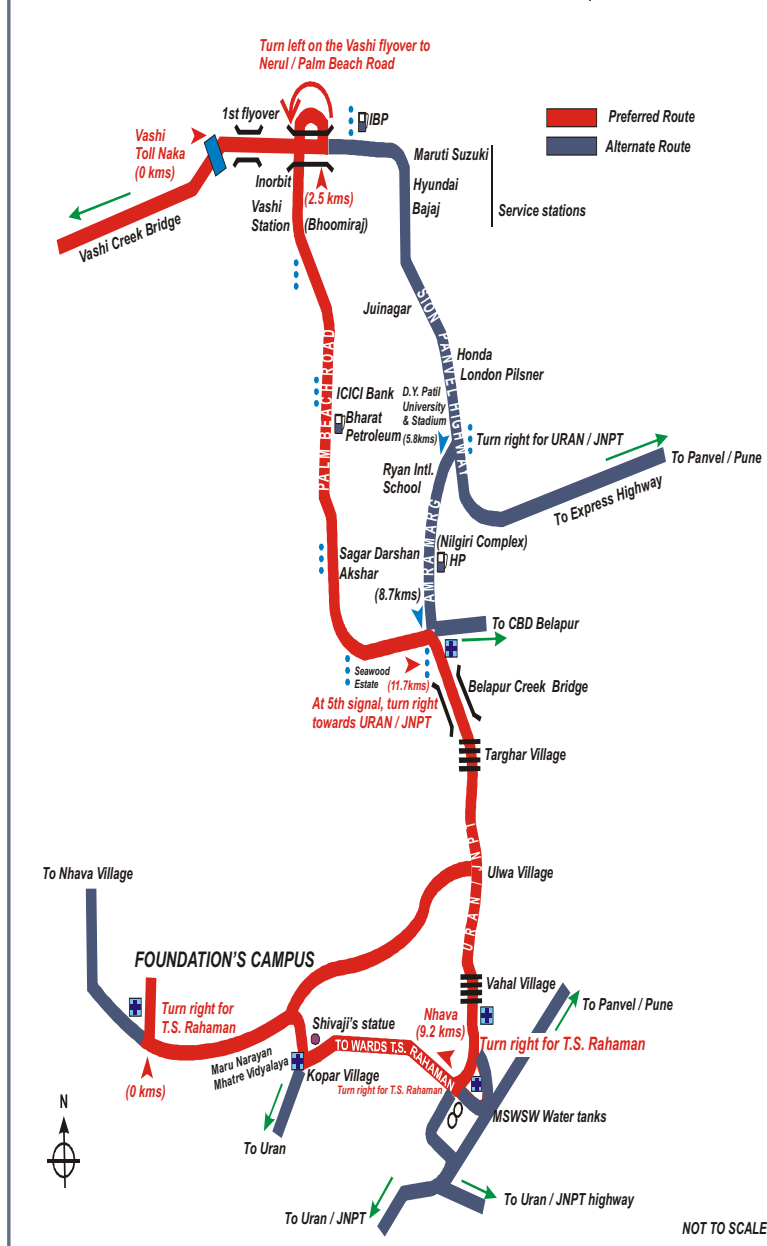 Turn left on the Vashi flyover to
Nerul / Palm Beach Road
1st flyover
IBP
Preferred Route
Alternate Route
Vashi
Toll Naka
(0 kms)
Maruti Suzuki
Hyundai
Bajaj
Service stations
Inorbit
(2.5 kms)
Vashi
Station
(Bhoomiraj)
Vashi Creek Bridge
Juinagar
SION PANVEL HIGHWAY
Honda
London Pilsner
PALM BEACH ROAD
ICICI Bank
Bharat
Petroleum
D.Y. Patil
University
& Stadium
(5.8kms)
Turn right for URAN / JNPT
To Panvel / Pune
Ryan Intl.
School
To Express Highway
AMRA MARG
(Nilgiri Complex)
HP
Sagar Darshan
Akshar
(8.7kms)
To CBD Belapur
Seawood
Estate
(11.7kms)
Belapur Creek Bridge
At 5th signal, turn right
towards URAN / JNPT
Targhar Village
URAN / JNPT
Ulwa Village
To Nhava Village
FOUNDATION'S CAMPUS
Vahal Village
Turn right for
T.S. Rahaman
Nhava
(9.2 kms)
To Panvel / Pune
Shivaji's statue
Turn right for T.S. Rahaman
TO WARDS T.S. RAHAMAN
Maru Narayan
Mhatre Vidyalaya
Kopar Village
(0 kms)
Turn right for T.S. Rahaman
MSWSW Water tanks
N
To Uran
To Uran / JNPT
To Uran / JNPT highway
NOT TO SCALE